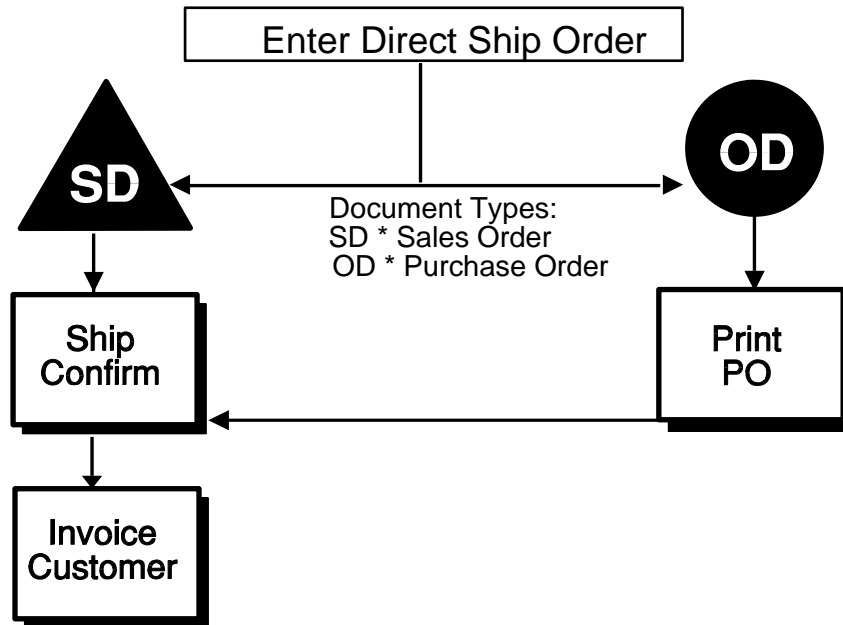 Enter Direct Ship Order
SD
OD
Document Types:
SD * Sales Order
OD * Purchase Order
Ship
Confirm
Print
PO
Invoice
Customer